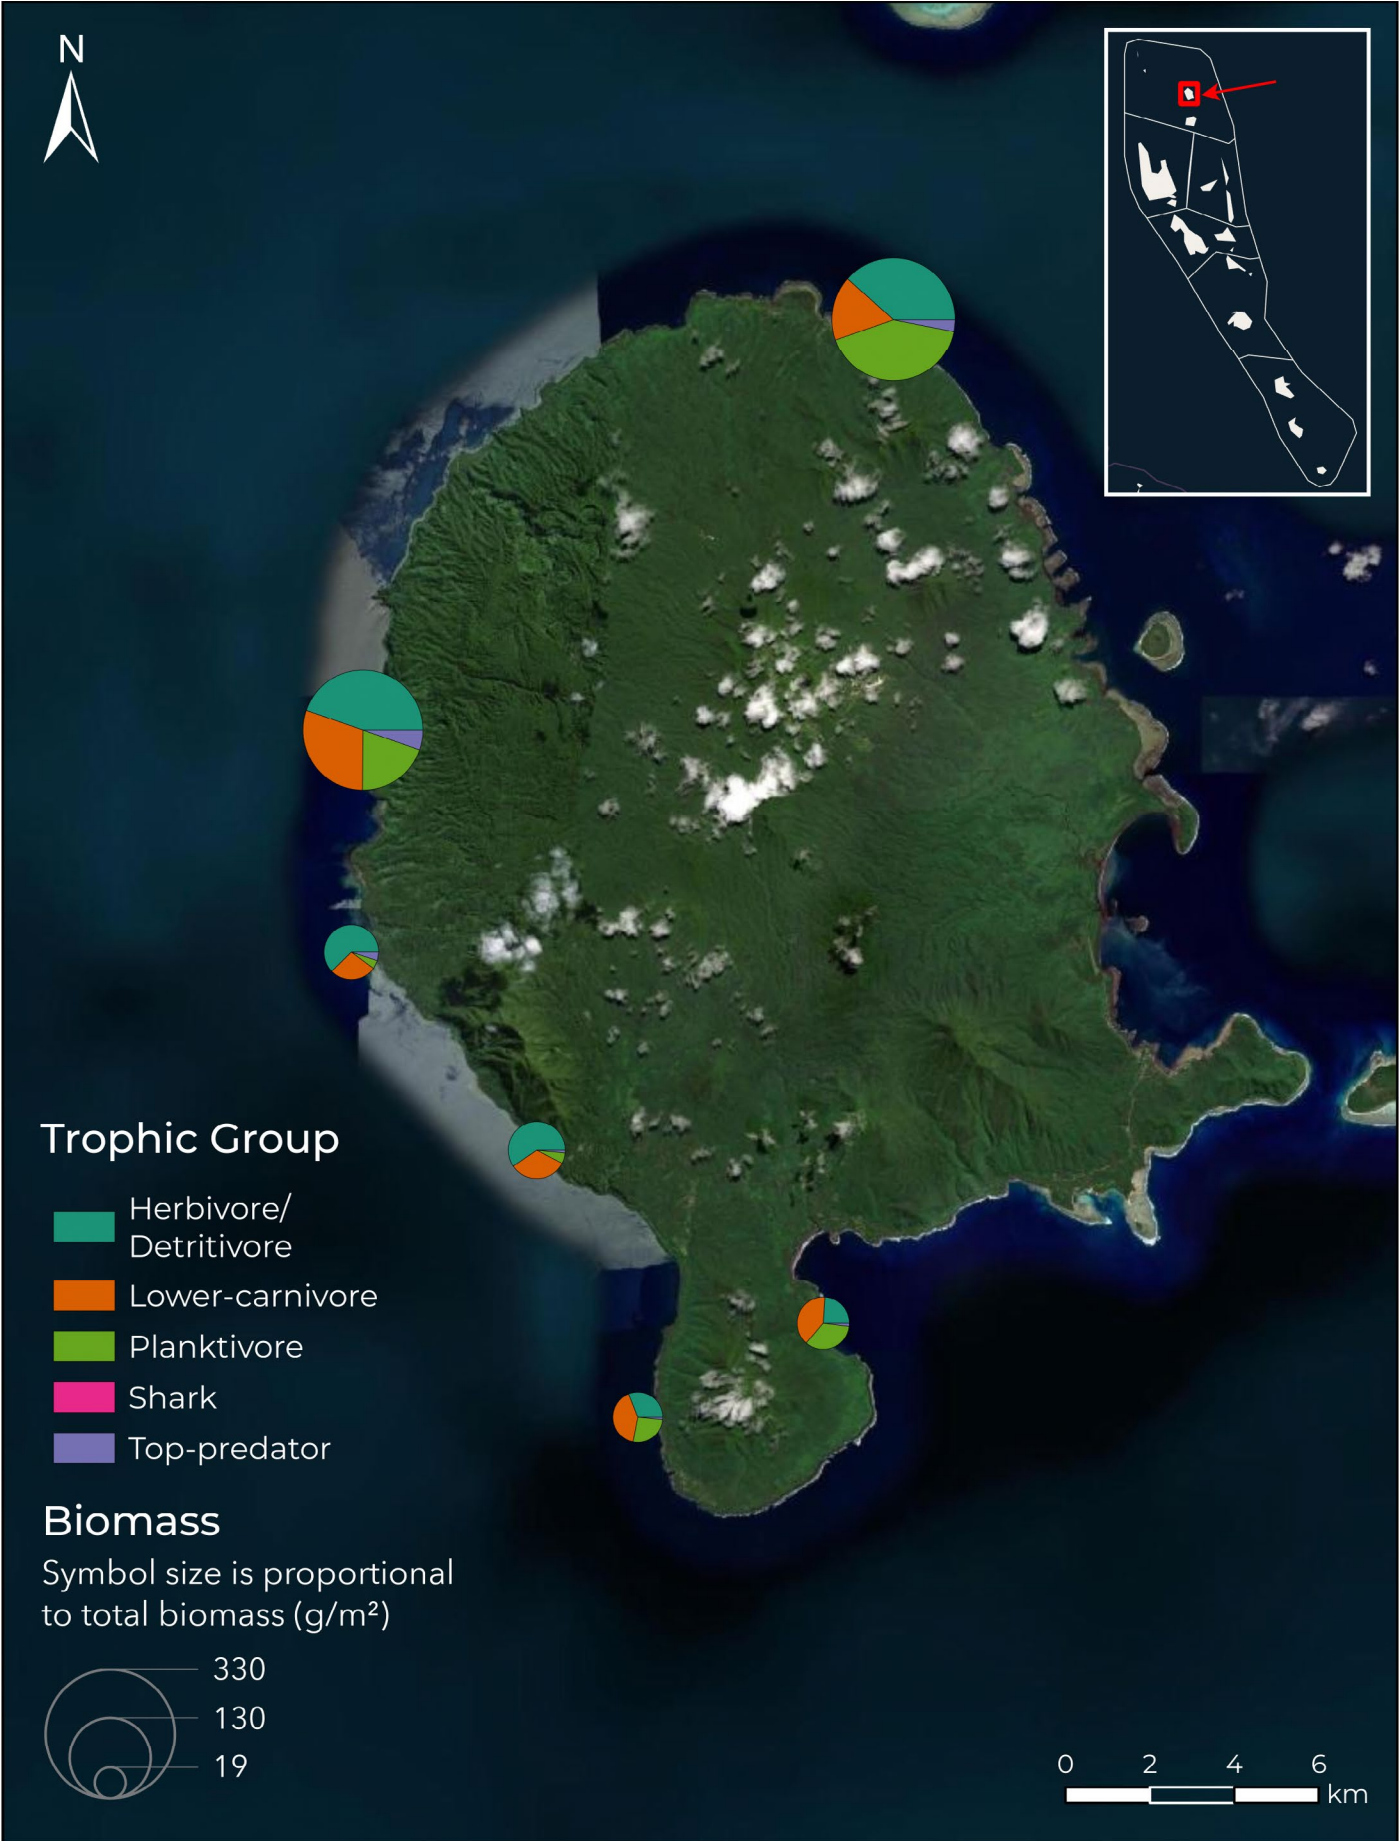 N
Trophic Group
Herbivore/
Detritivore
Lower-carnivore
Planktivore
Shark
Top-predator
Biomass
Symbol size is proportional
to total biomass (g/m²)
330
130
19
0 2 4 6
km